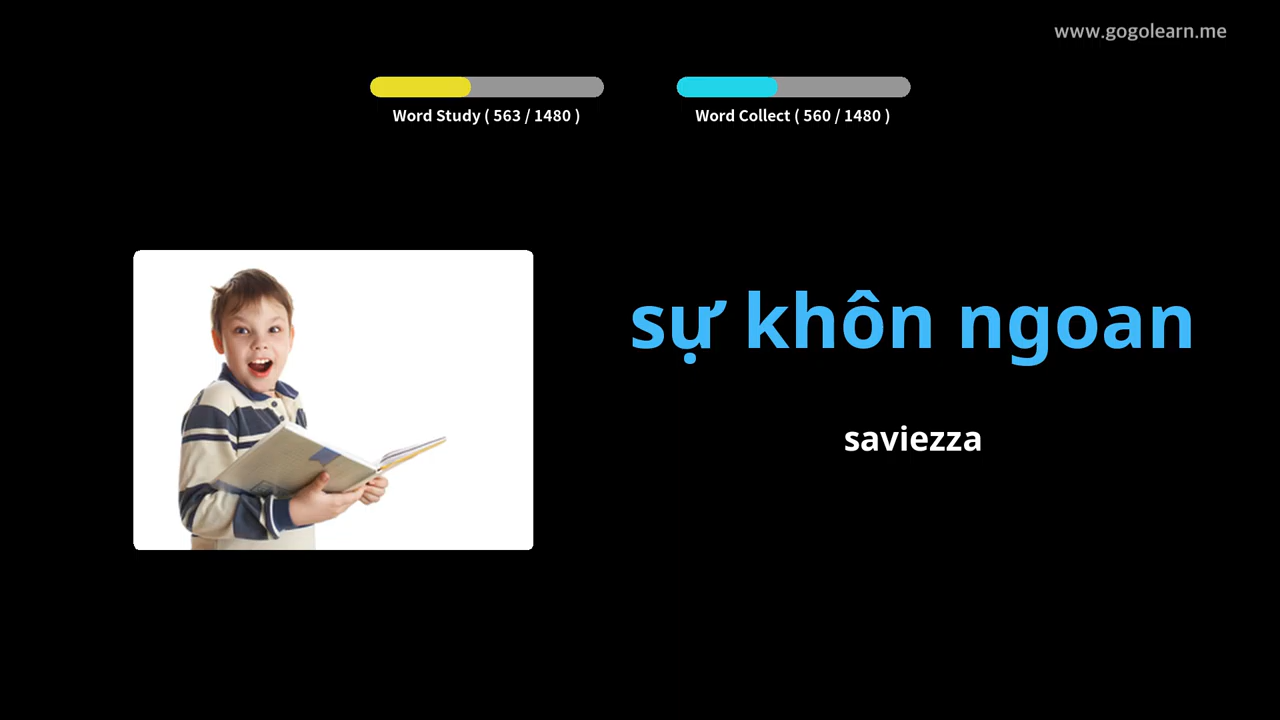 www.gogolearn.me
Word Study ( 563 / 1480 )
Word Collect ( 560 / 1480 )
sự khôn ngoan
saviezza